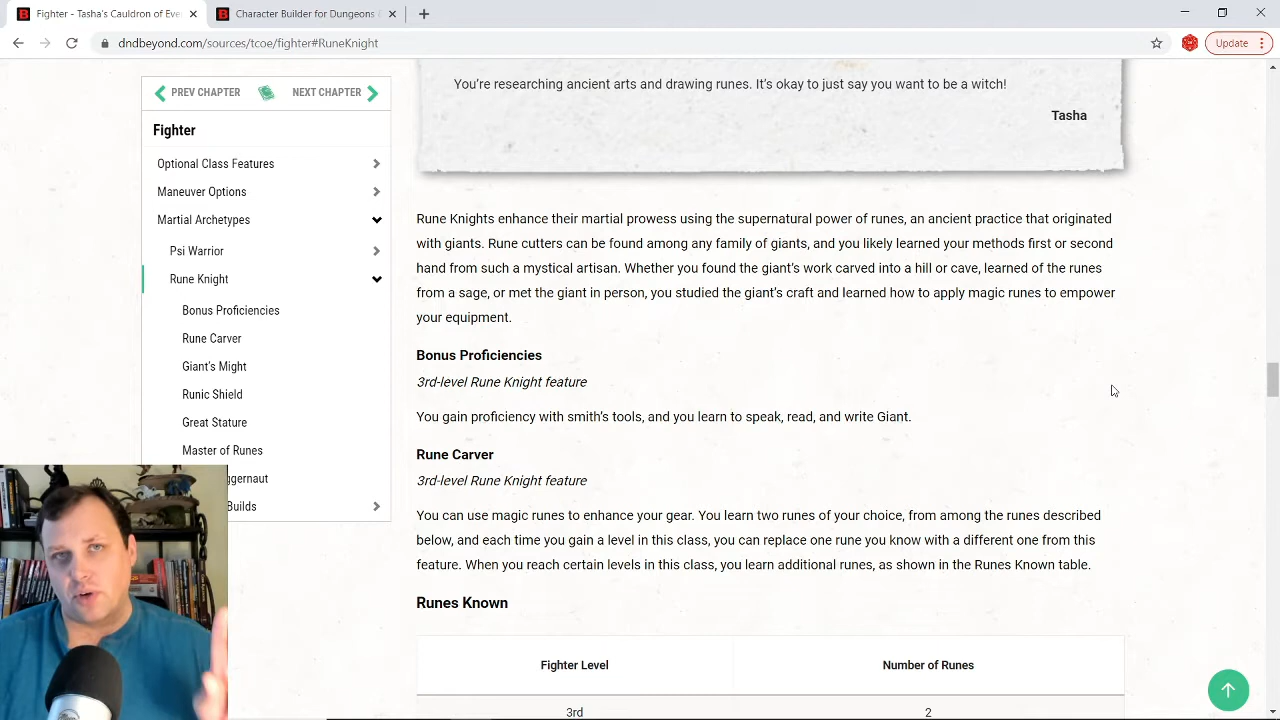 Fighter - Tasha's Cauldron of Eve
Character Builder for Dungeons &
dndbeyond.com/sources/tcoe/fighter#RuneKnight
Update
PREV CHAPTER
NEXT CHAPTER
Fighter
Optional Class Features
Maneuver Options
Martial Archetypes
Psi Warrior
Rune Knight
Bonus Proficiencies
Rune Carver
Giant's Might
Runic Shield
Great Stature
Master of Runes
ggernaut
Builds
You're researching ancient arts and drawing runes. It's okay to just say you want to be a witch!
Tasha
Rune Knights enhance their martial prowess using the supernatural power of runes, an ancient practice that originated
with giants. Rune cutters can be found among any family of giants, and you likely learned your methods first or second
hand from such a mystical artisan. Whether you found the giant's work carved into a hill or cave, learned of the runes
from a sage, or met the giant in person, you studied the giant's craft and learned how to apply magic runes to empower
your equipment.
Bonus Proficiencies
3rd-level Rune Knight feature
You gain proficiency with smith's tools, and you learn to speak, read, and write Giant.
Rune Carver
3rd-level Rune Knight feature
You can use magic runes to enhance your gear. You learn two runes of your choice, from among the runes described
below, and each time you gain a level in this class, you can replace one rune you know with a different one from this
feature. When you reach certain levels in this class, you learn additional runes, as shown in the Runes Known table.
Runes Known
Fighter Level
Number of Runes
3rd
2